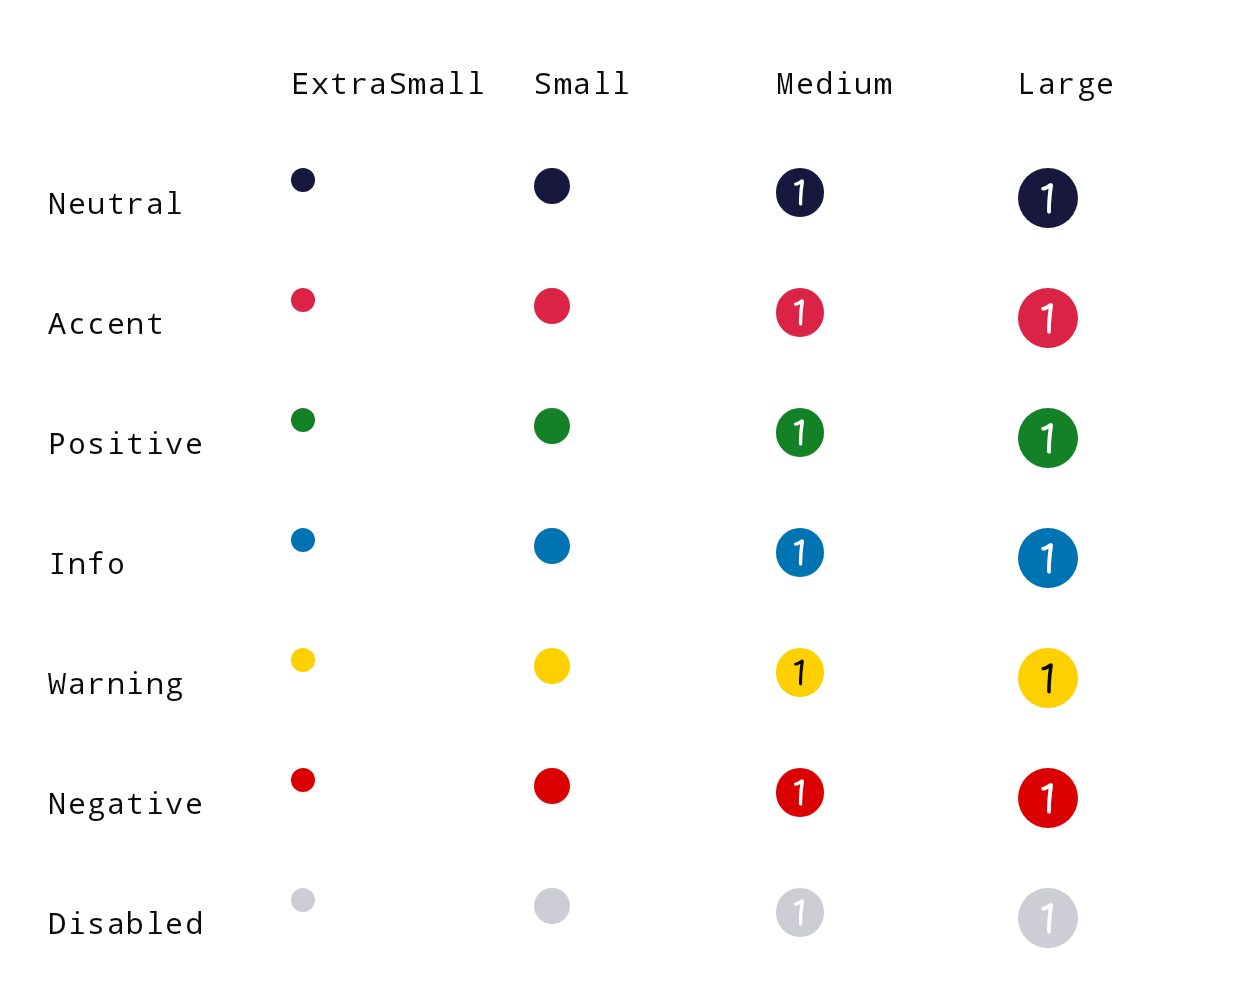 ExtraSmall Small Medium Large
Neutral 1 1
Accent 1 1
Positive 1 1
Info 1 1
Warning 1 1
Negative 1 1
Disabled 1 1